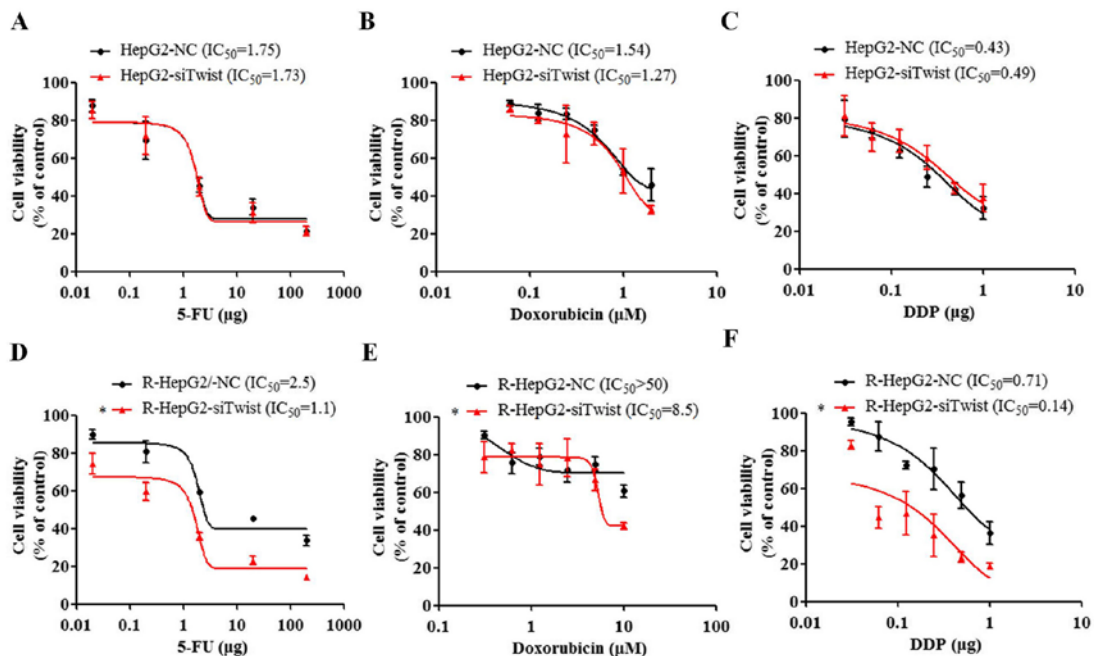 A
HepG2-NC (IC50=1.75)
HepG2-siTwist (IC50=1.73)
Cell viability
(% of control)
100
80
60
40
20
0
0.01 0.1 1 10 100 1000
5-FU (μg)
B
HepG2-NC (IC50=1.54)
HepG2-siTwist (IC50=1.27)
Cell viability
(% of control)
100
80
60
40
20
0
0.01 0.1 1 10
Doxorubicin (μM)
C
HepG2-NC (IC50=0.43)
HepG2-siTwist (IC50=0.49)
Cell viability
(% of control)
100
80
60
40
20
0
0.01 0.1 1 10
DDP (μg)
D
R-HepG2/-NC (IC50=2.5)
* R-HepG2-siTwist (IC50=1.1)
Cell viability
(% of control)
100
80
60
40
20
0
0.01 0.1 1 10 100 1000
5-FU (μg)
E
R-HepG2-NC (IC50>50)
* R-HepG2-siTwist (IC50=8.5)
Cell viability
(% of control)
100
80
60
40
20
0
0.1 1 10 100
Doxorubicin (μM)
F
R-HepG2-NC (IC50=0.71)
* R-HepG2-siTwist (IC50=0.14)
Cell viability
(% of control)
100
80
60
40
20
0
0.01 0.1 1 10
DDP (μg)